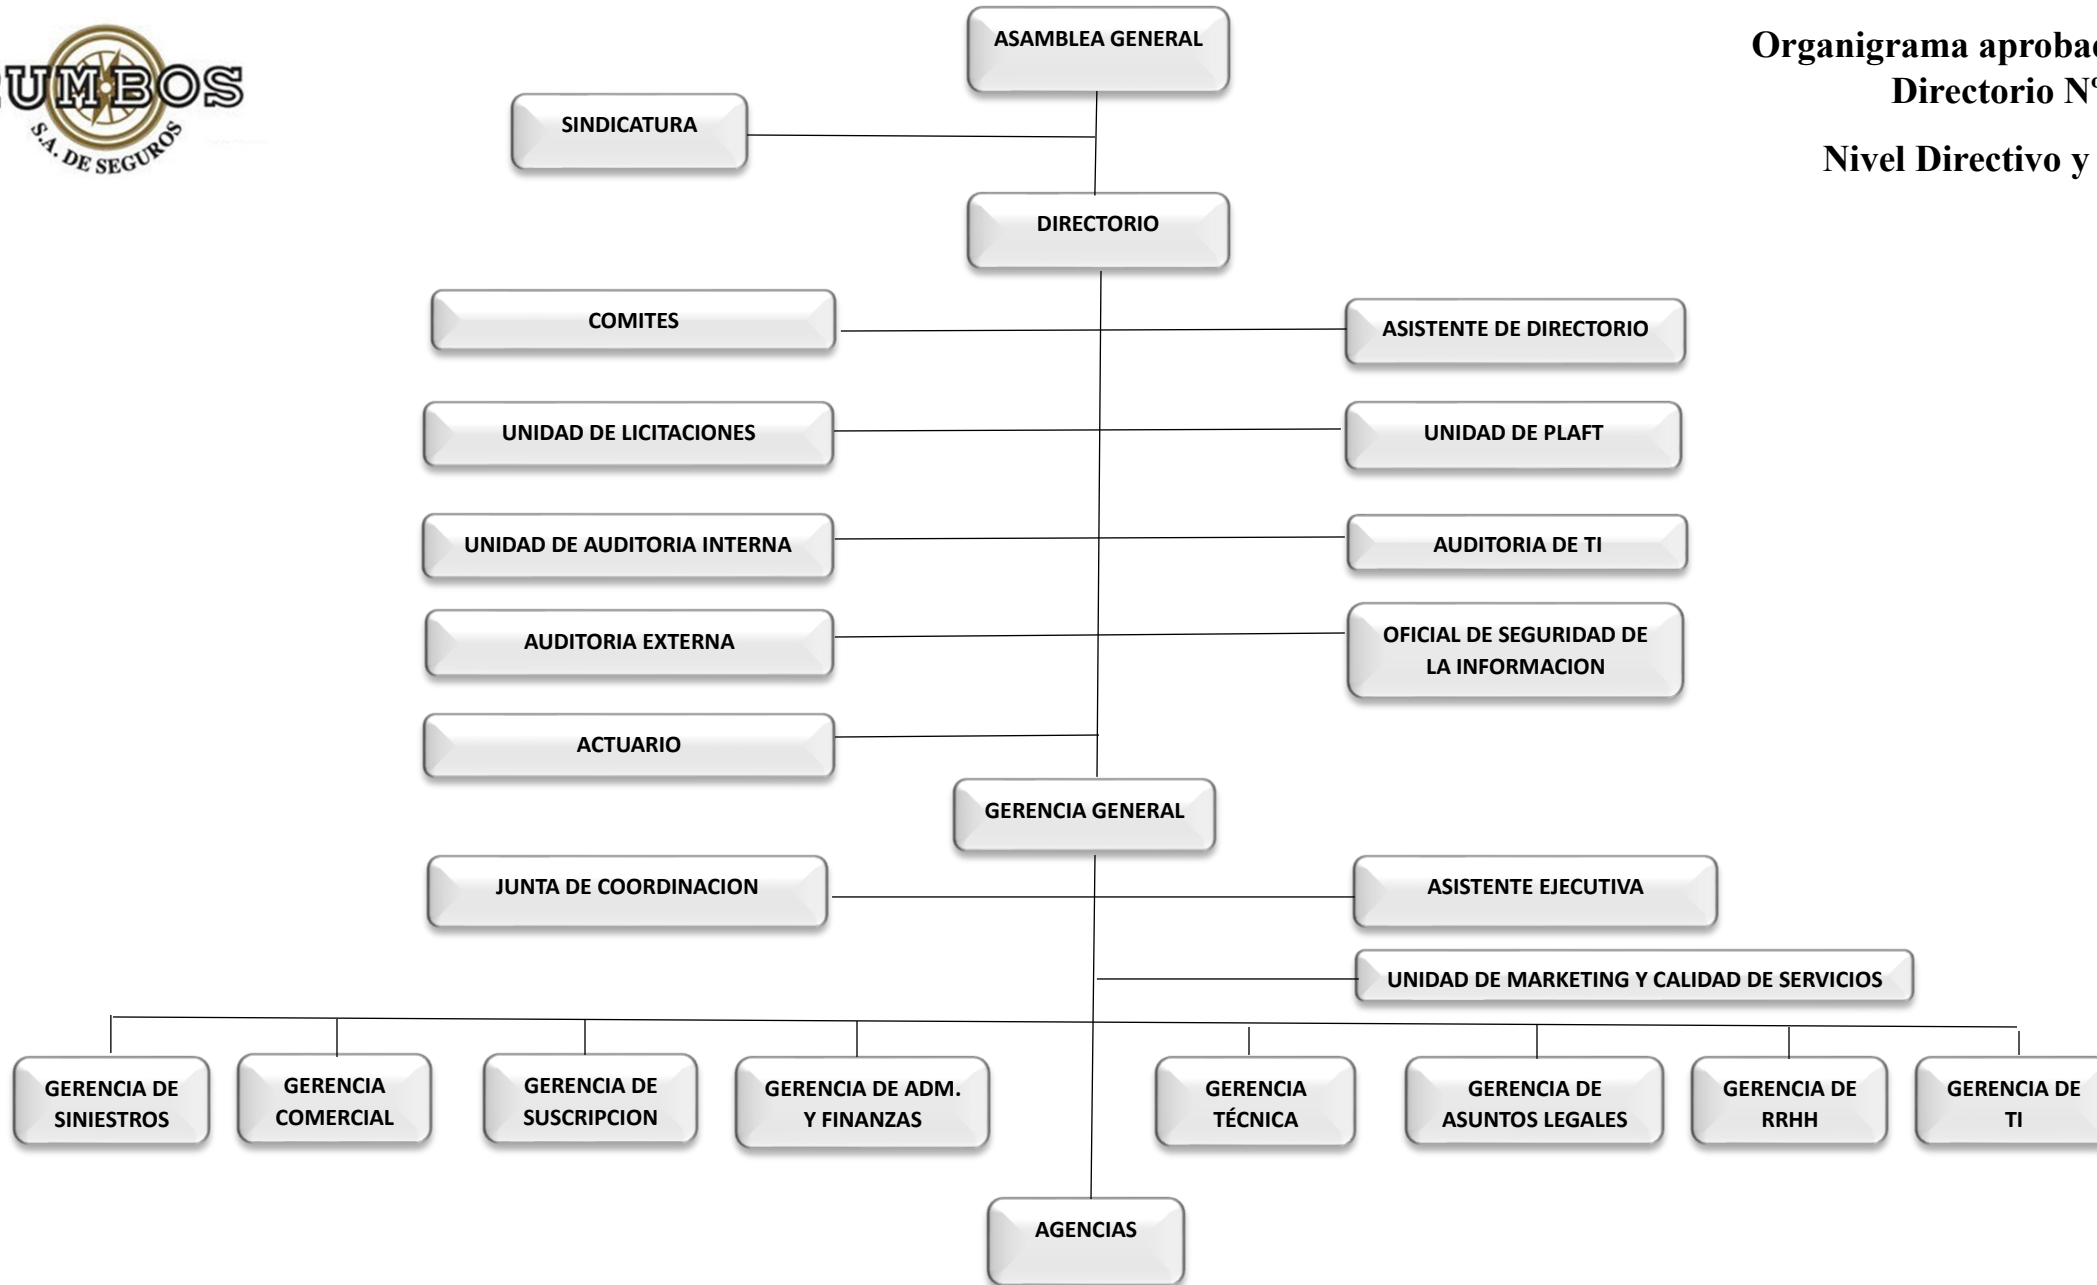 ASAMBLEA GENERAL
UMBOS
S.A. DE SEGUROS
Organigrama
Directorio
Nivel Directivo y
SINDICATURA
DIRECTORIO
COMITES
ASISTENTE DE DIRECTORIO
UNIDAD DE LICITACIONES
UNIDAD DE PLAFT
UNIDAD DE AUDITORIA INTERNA
AUDITORIA DE TI
AUDITORIA EXTERNA
OFICIAL DE SEGURIDAD DE
LA INFORMACION
ACTUARIO
GERENCIA GENERAL
JUNTA DE COORDINACION
ASISTENTE EJECUTIVA
UNIDAD DE MARKETING Y CALIDAD DE SERVICIOS
GERENCIA DE
SINIESTROS
GERENCIA
COMERCIAL
GERENCIA DE
SUSCRIPCION
GERENCIA DE ADM.
Y FINANZAS
GERENCIA
TÉCNICA
GERENCIA DE
ASUNTOS LEGALES
GERENCIA DE
RRHH
GERENCIA DE
TI
AGENCIAS